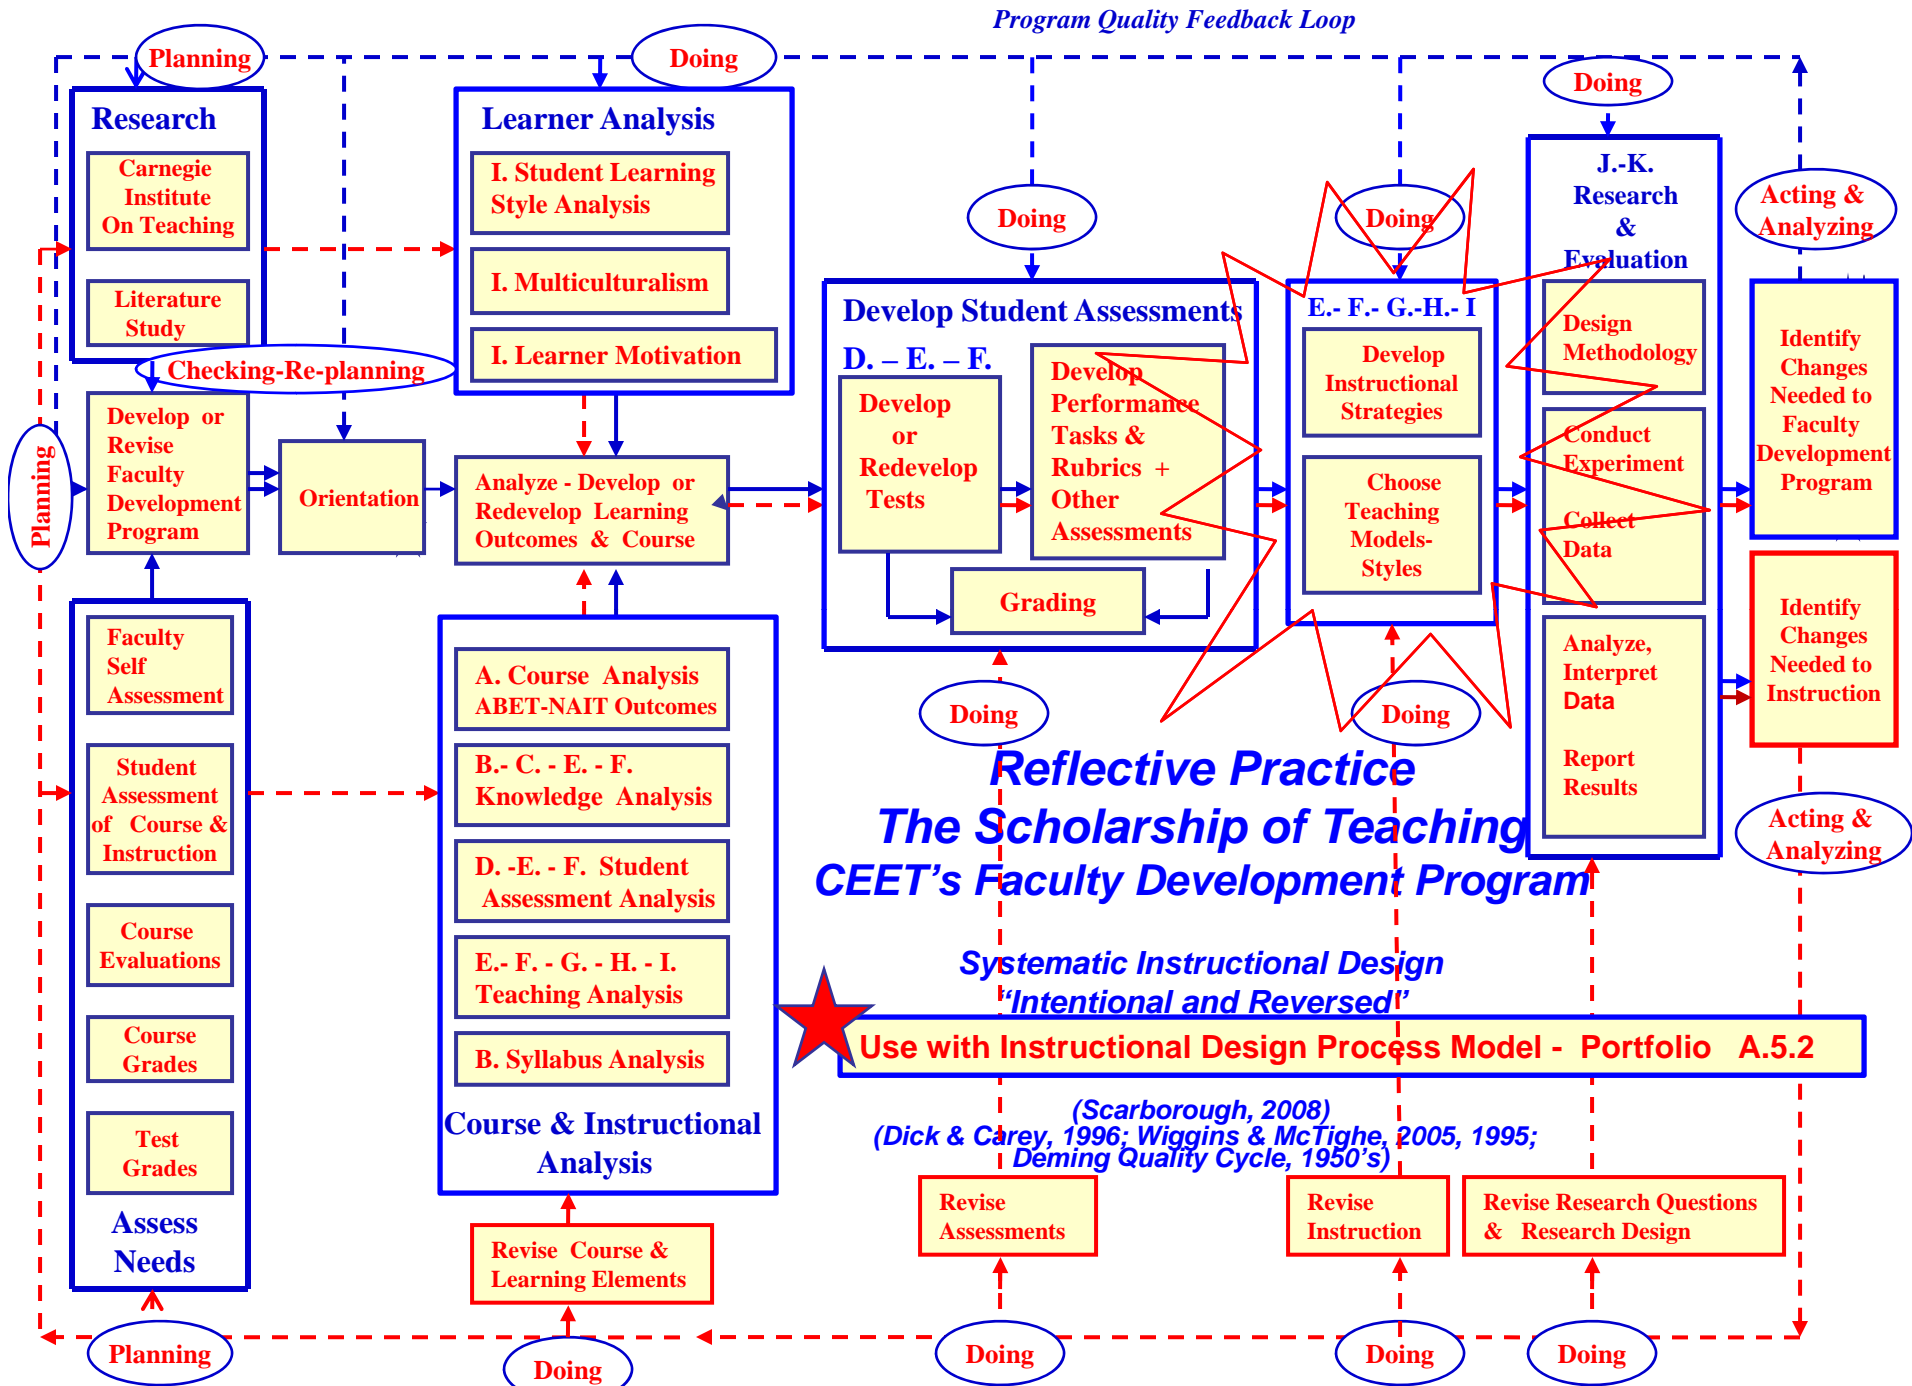 Program Quality Feedback Loop
Planning
Doing
Doing
Research
Carnegie
Institute
On Teaching
Literature
Study
Checking-Re-planning
Planning
Develop or
Revise
Faculty
Development
Program
Orientation
Learner Analysis
I. Student Learning
Style Analysis
I. Multiculturalism
I. Learner Motivation
Analyze - Develop or
Redevelop Learning
Outcomes & Course
Doing
Develop Student Assessments
D. – E. – F.
Develop
or
Redevelop
Tests
Develop
Performance
Tasks &
Rubrics +
Other
Assessments
Grading
Doing
E.- F.- G.-H.- I
Develop
Instructional
Strategies
Choose
Teaching
Models-
Styles
J.-K.
Research
&
Evaluation
Design
Methodology
Conduct
Experiment
Collect
Data
Analyze,
Interpret
Data
Report
Results
Acting &
Analyzing
Identify
Changes
Needed to
Faculty
Development
Program
Identify
Changes
Needed to
Instruction
Acting &
Analyzing
Faculty
Self
Assessment
Student
Assessment
of Course &
Instruction
Course
Evaluations
Course
Grades
Test
Grades
Assess
Needs
A. Course Analysis
ABET-NAIT Outcomes
B.- C. - E. - F.
Knowledge Analysis
D. -E. - F. Student
Assessment Analysis
E.- F. - G. - H. - I.
Teaching Analysis
B. Syllabus Analysis
Course & Instructional
Analysis
Doing
Doing
Reflective Practice
The Scholarship of Teaching
CEET's Faculty Development Program
Systematic Instructional Design
“Intentional and Reversed”
Use with Instructional Design Process Model - Portfolio A.5.2
(Scarborough, 2008)
(Dick & Carey, 1996; Wiggins & McTighe, 2005, 1995;
Deming Quality Cycle, 1950's)
Revise Course &
Learning Elements
Revise
Assessments
Revise
Instruction
Revise Research Questions
& Research Design
Planning
Doing
Doing
Doing
Doing